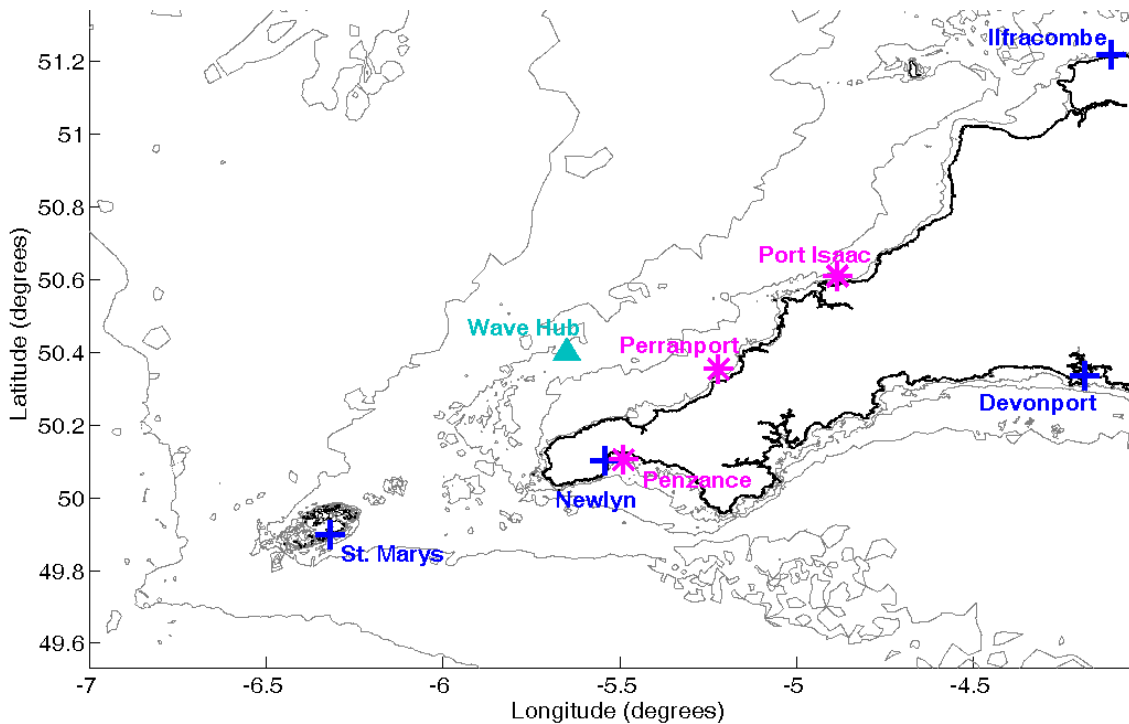 Ilfracombe
51.2
51
50.8
Port Isaac
50.6
Wave Hub
Perranport
50.4
Devonport
50.2
Penzance
Newlyn
50
St. Marys
49.8
49.6
Latitude (degrees)
-7
-6.5
-6
-5.5
-5
-4.5
Longitude (degrees)